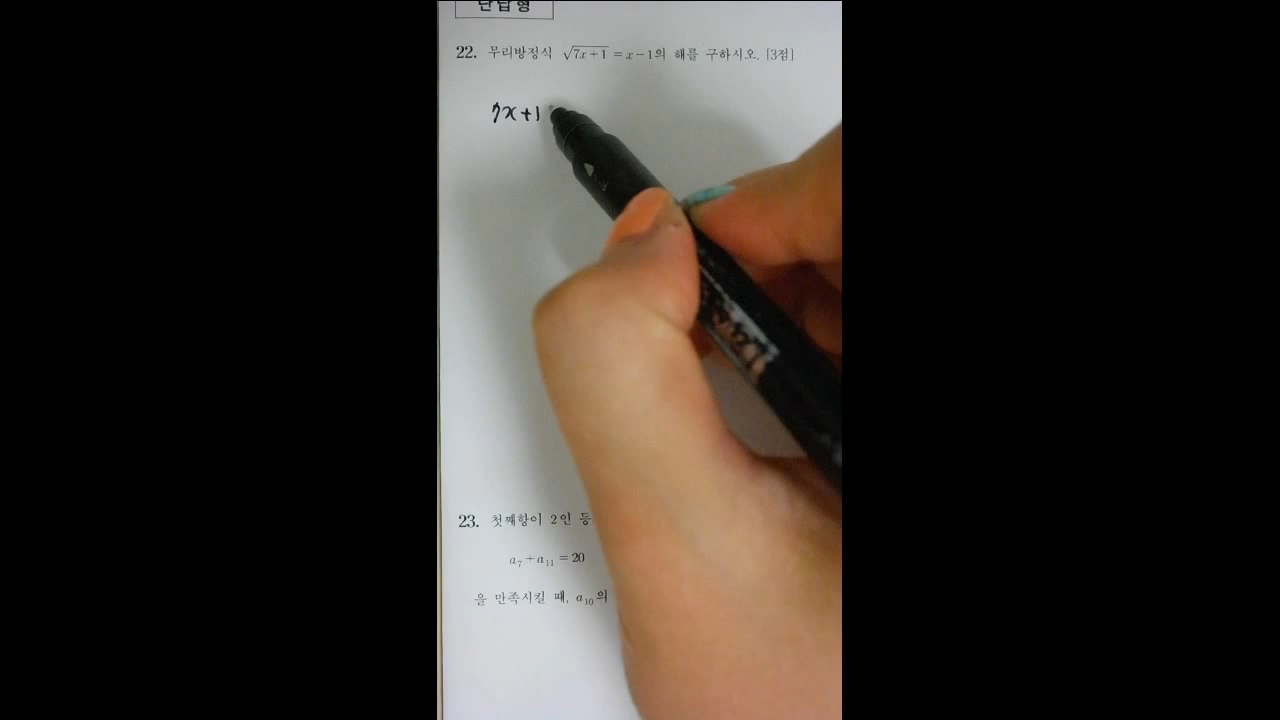 단답형
22. 무리방정식 √7x+1 = x-1의 해를 구하시오. [3점]
7x+1
23. 첫째항이 2인 등
a₇+a₁₁=20
을 만족시킬 때, a₁₀의